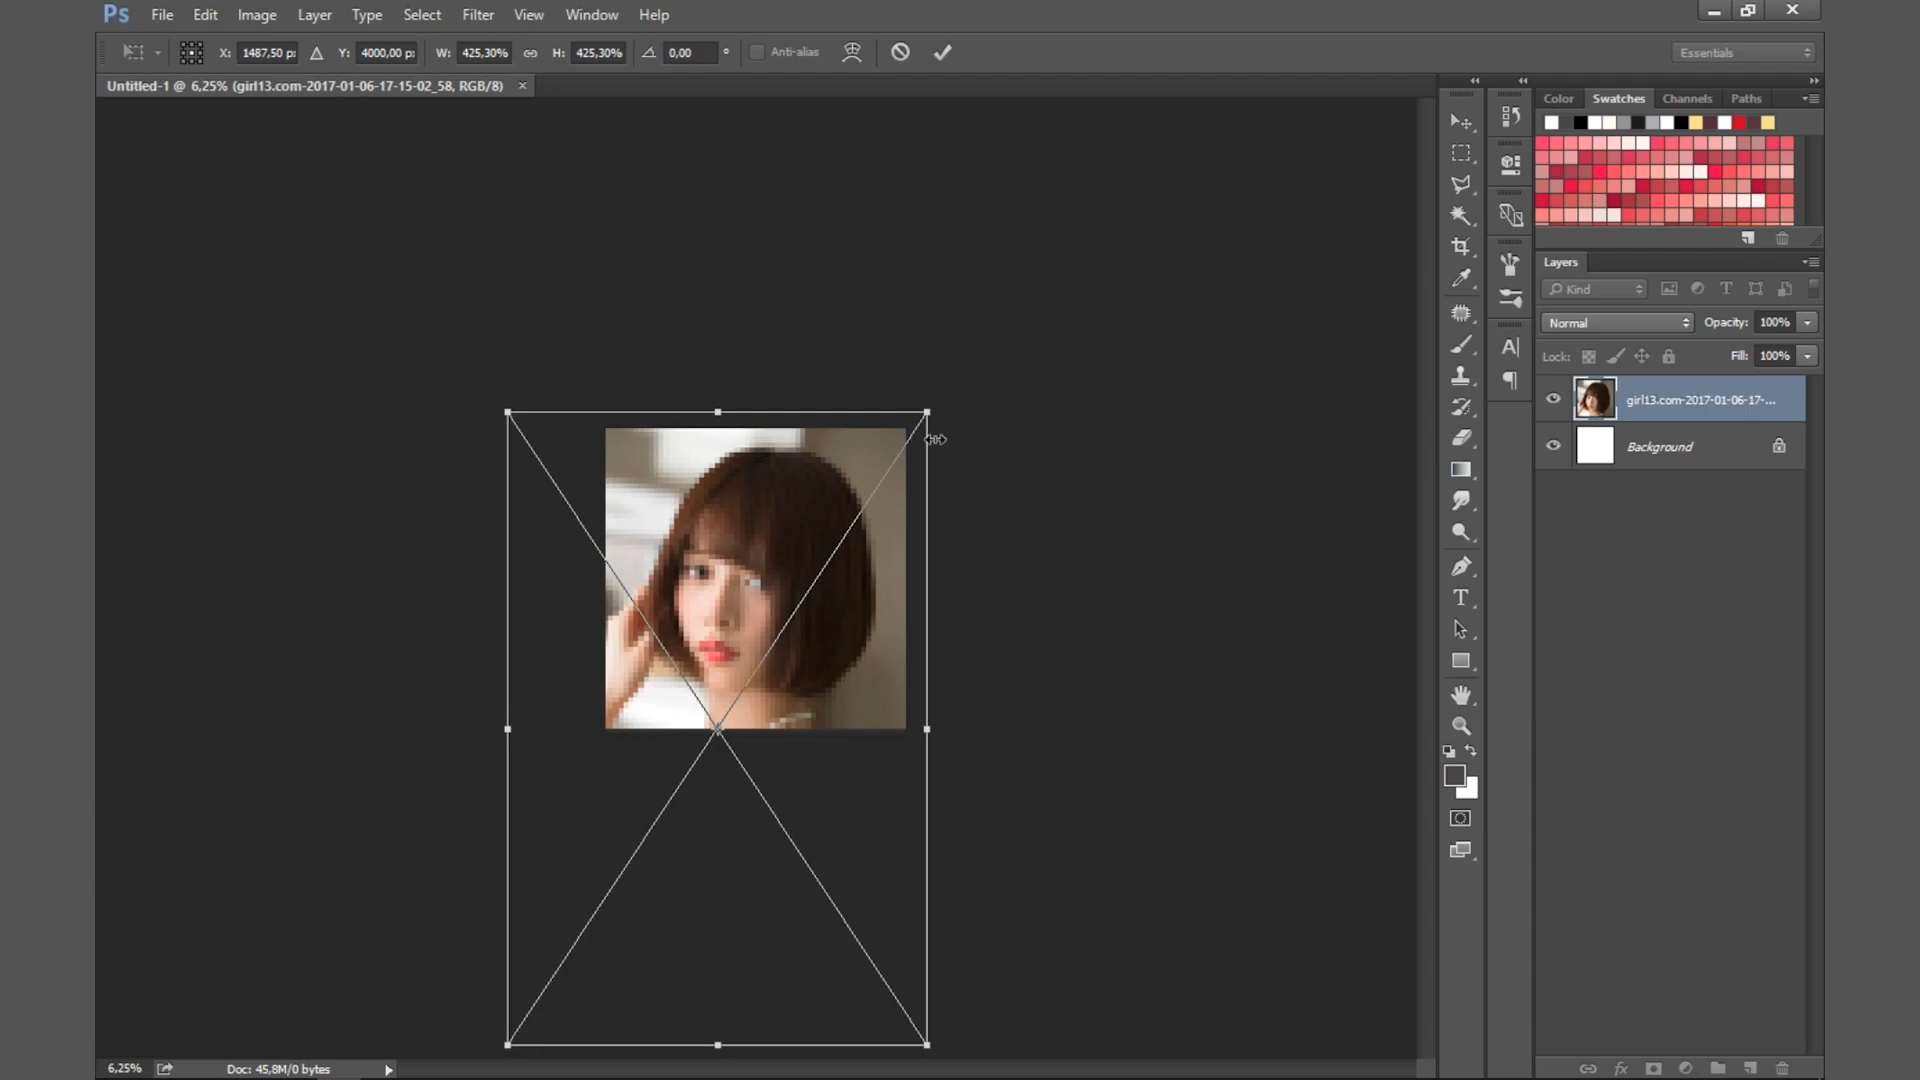 Ps File Edit Image Layer Type Select Filter View Window Help
X: 1487,50 p: Y: 4000,00 p: W: 425,30% H: 425,30% 0,00 ° Anti-alias Essentials
Untitled-1 @ 6,25% (girl13.com-2017-01-06-17-15-02_58, RGB/8) ×
Color Swatches Channels Paths
Layers
Kind
Normal Opacity: 100%
Lock: Fill: 100%
girl13.com-2017-01-06-17-...
Background
6,25% Doc: 45,8M/0 bytes